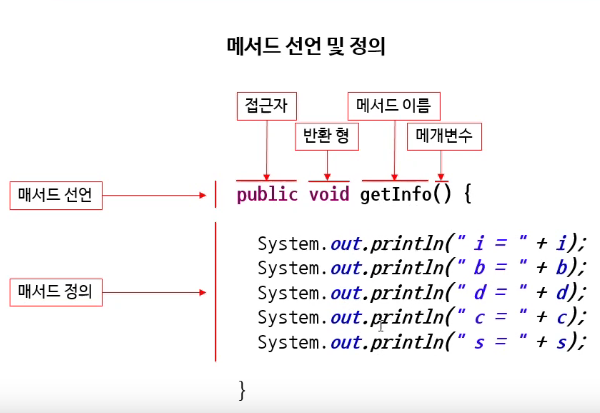 메서드 선언 및 정의
접근자
메서드 이름
반환 형
메개변수
매서드 선언
public void getInfo() {
매서드 정의
System.out.println(" i = " + i);
System.out.println(" b = " + b);
System.out.println(" d = " + d);
System.out.println(" c = " + c);
System.out.println(" s = " + s);
}